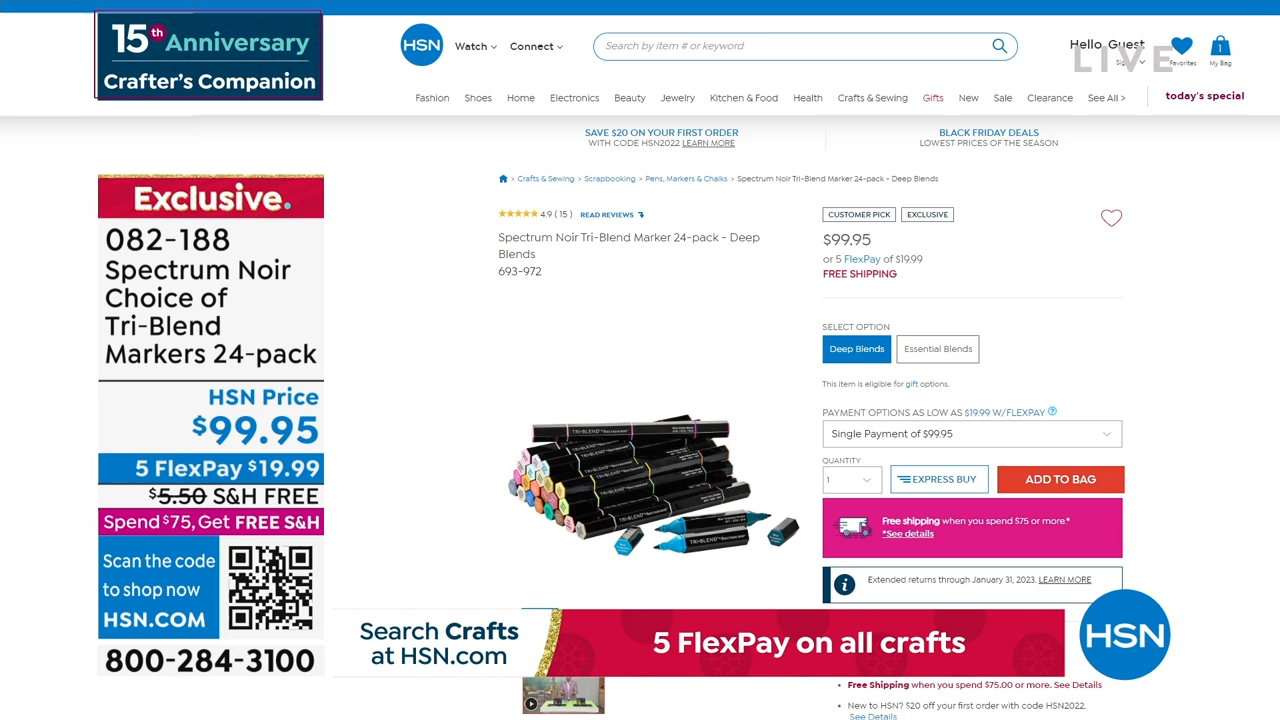 15th Anniversary
Crafter's Companion
HSN
Watch
Connect
Search by item # or keyword
Hello, Guest
LIVE
Favorites
1
My Bag
Fashion Shoes Home Electronics Beauty Jewelry Kitchen & Food Health Crafts & Sewing Gifts New Sale Clearance See All >
today's special
SAVE $20 ON YOUR FIRST ORDER
WITH CODE HSN2022 LEARN MORE
BLACK FRIDAY DEALS
LOWEST PRICES OF THE SEASON
Exclusive.
082-188
Spectrum Noir
Choice of
Tri-Blend
Markers 24-pack
HSN Price
$99.95
5 FlexPay $19.99
$5.50 S&H FREE
Spend $75, Get FREE S&H
Scan the code
to shop now
HSN.COM
800-284-3100
> Crafts & Sewing > Scrapbooking > Pens, Markers & Chalks > Spectrum Noir Tri-Blend Marker 24-pack - Deep Blends
4.9 ( 15 ) READ REVIEWS
Spectrum Noir Tri-Blend Marker 24-pack - Deep
Blends
693-972
CUSTOMER PICK
EXCLUSIVE
$99.95
or 5 FlexPay of $19.99
FREE SHIPPING
SELECT OPTION
Deep Blends
Essential Blends
This item is eligible for gift options.
PAYMENT OPTIONS AS LOW AS $19.99 W/FLEXPAY ?
Single Payment of $99.95
QUANTITY
1
EXPRESS BUY
ADD TO BAG
Free shipping when you spend $75 or more.*
*See details
Extended returns through January 31, 2023. LEARN MORE
TRI-BLEND
TRI-BLEND
Search Crafts
at HSN.com
5 FlexPay on all crafts
HSN
Free Shipping when you spend $75.00 or more. See Details
New to HSN? $20 off your first order with code HSN2022.
See Details